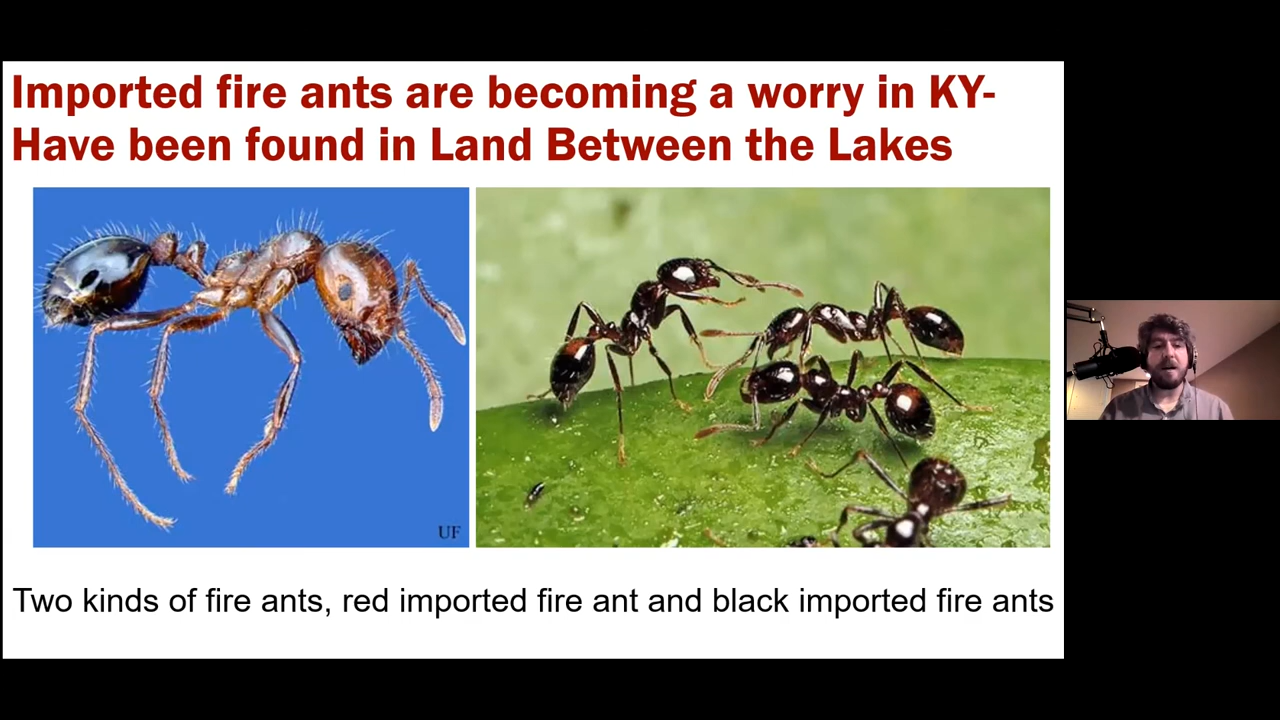 Imported fire ants are becoming a worry in KY-
Have been found in Land Between the Lakes
UF
Two kinds of fire ants, red imported fire ant and black imported fire ants